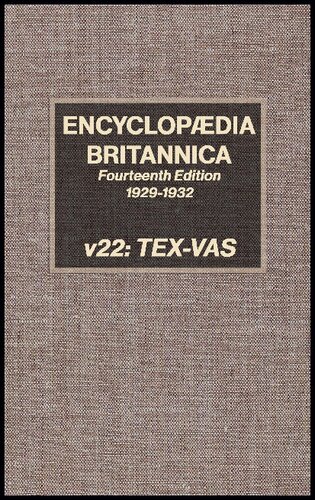 ENCYCLOPÆDIA
BRITANNICA
Fourteenth Edition
1929-1932
v22: TEX-VAS